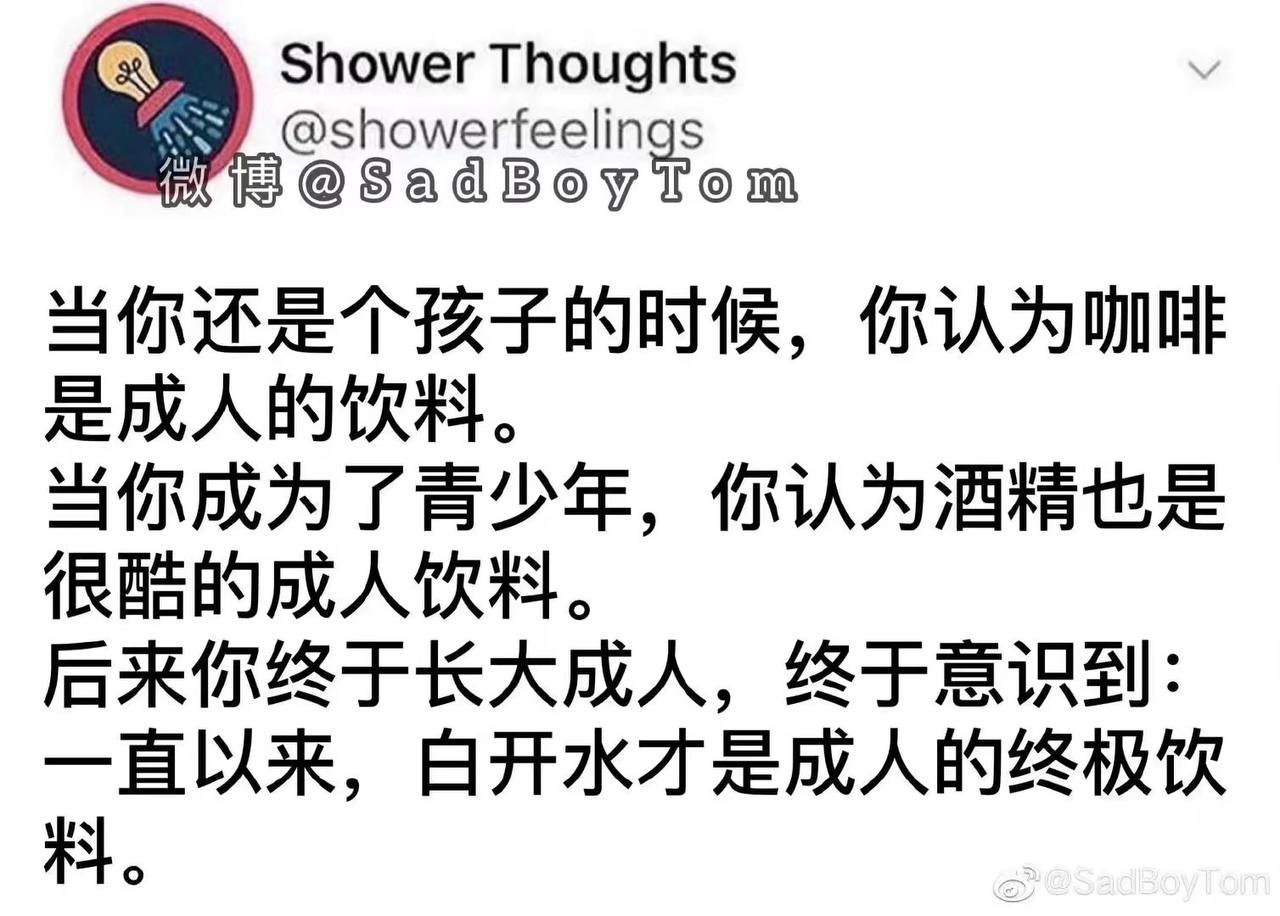 Shower Thoughts
@showerfeelings
微博@SadBoyTom
当你还是个孩子的时候，你认为咖啡
是成人的饮料。
当你成为了青少年，你认为酒精也是
很酷的成人饮料。
后来你终于长大成人，终于意识到：
一直以来，白开水才是成人的终极饮
料。
@SadBoyTom